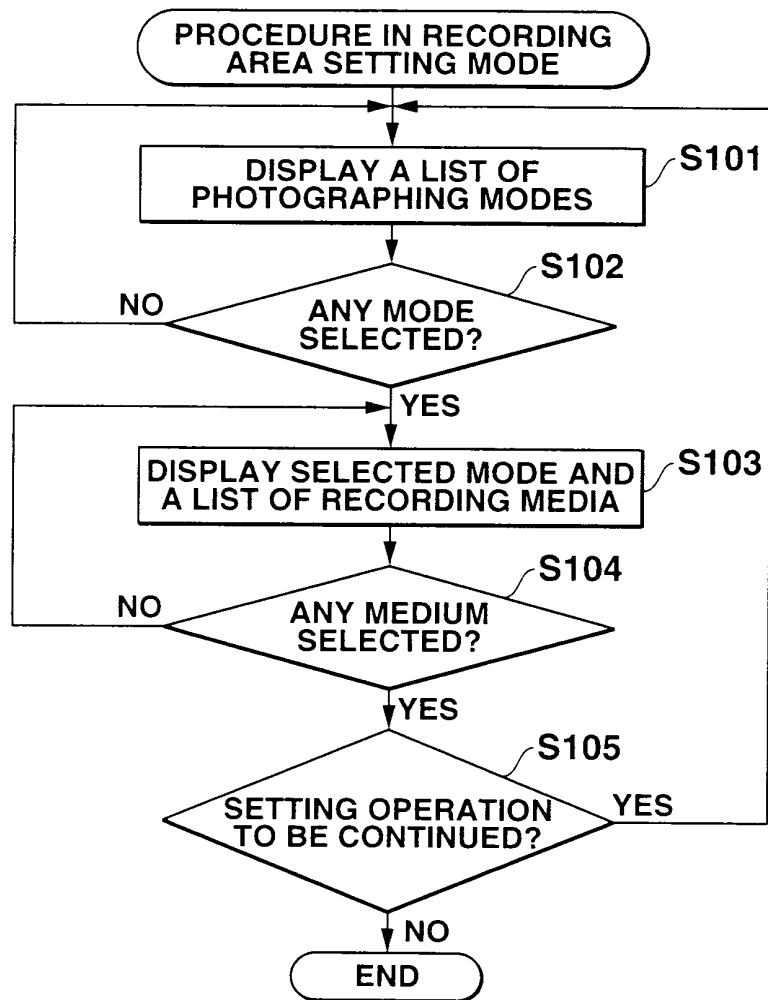 PROCEDURE IN RECORDING
AREA SETTING MODE
S101
DISPLAY A LIST OF
PHOTOGRAPHING MODES
S102
NO
ANY MODE
SELECTED?
YES
S103
DISPLAY SELECTED MODE AND
A LIST OF RECORDING MEDIA
S104
NO
ANY MEDIUM
SELECTED?
YES
S105
SETTING OPERATION
TO BE CONTINUED?
YES
NO
END